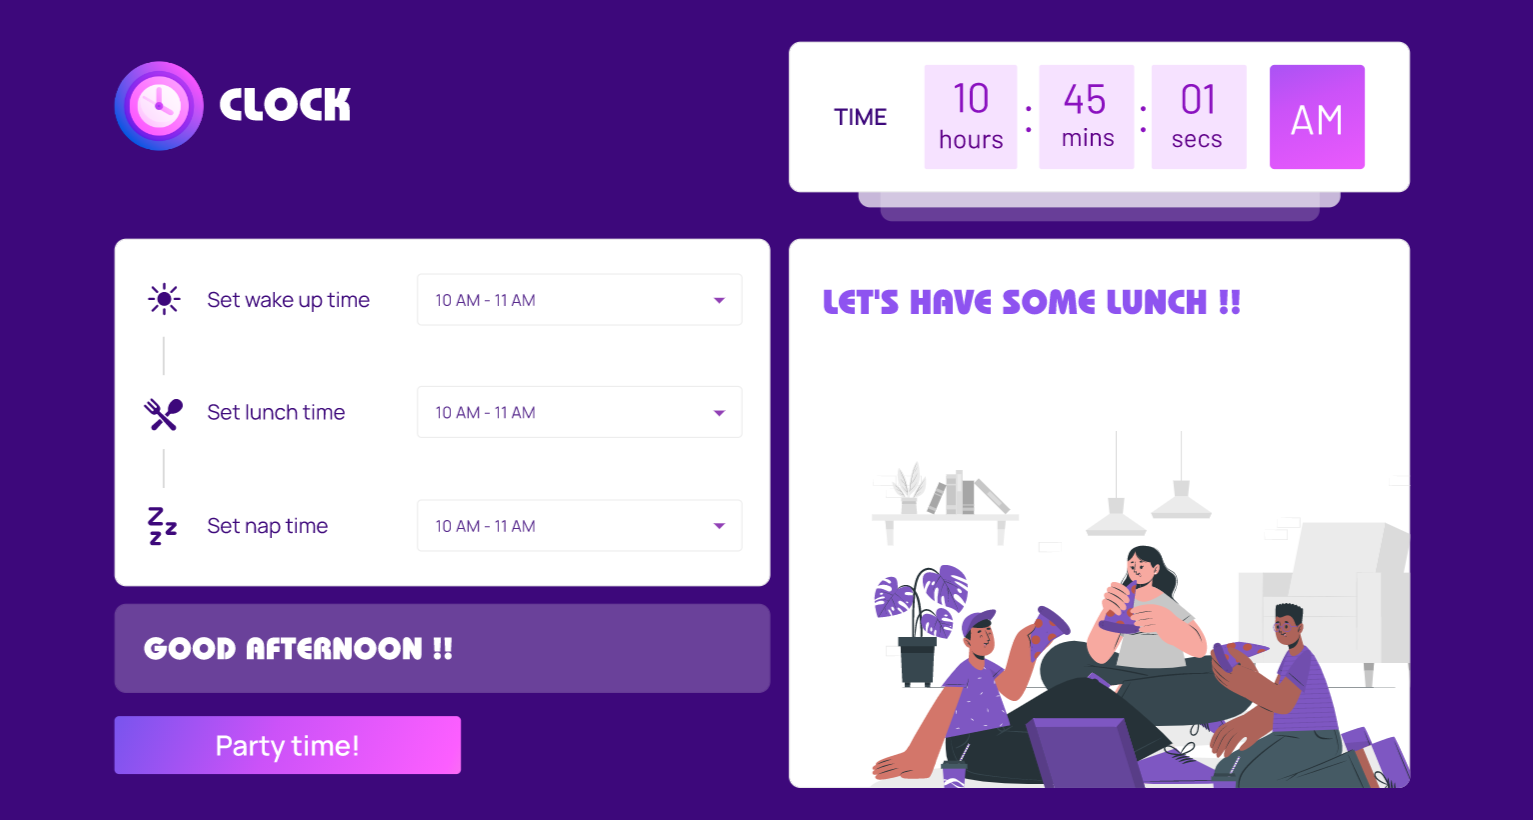 CLOCK
TIME
10 : 45 : 01 AM
hours mins secs
Set wake up time 10 AM - 11 AM
Set lunch time 10 AM - 11 AM
Zzz
Set nap time 10 AM - 11 AM
GOOD AFTERNOON !!
Party time!
LET'S HAVE SOME LUNCH !!